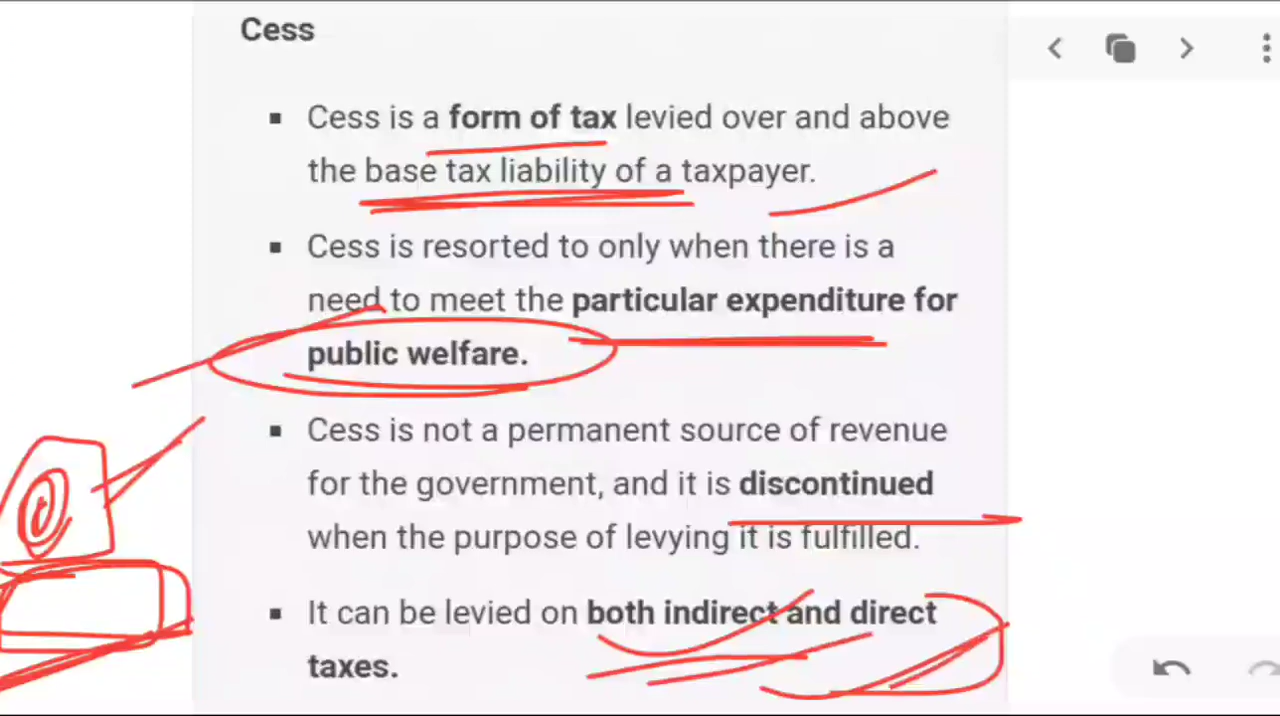 Cess
▪ Cess is a form of tax levied over and above
the base tax liability of a taxpayer.
▪ Cess is resorted to only when there is a
need to meet the particular expenditure for
public welfare.
▪ Cess is not a permanent source of revenue
for the government, and it is discontinued
when the purpose of levying it is fulfilled.
▪ It can be levied on both indirect and direct
taxes.